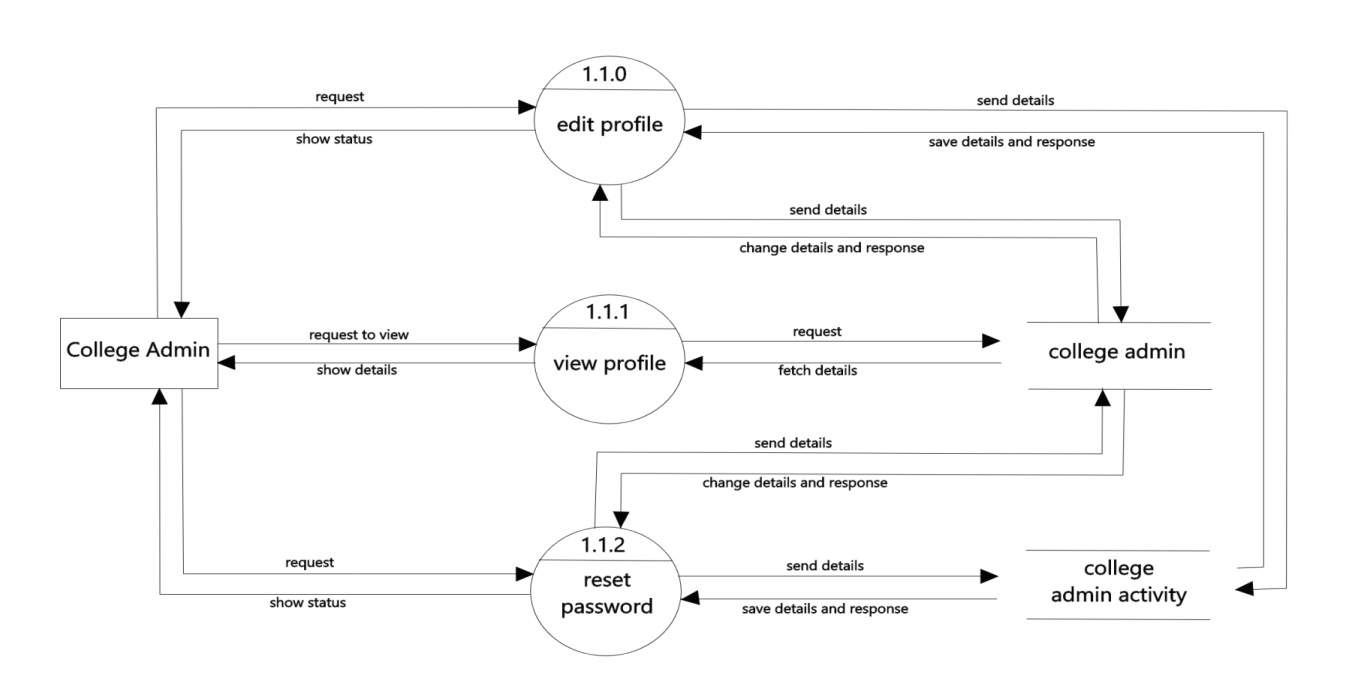 1.1.0
edit profile
request
show status
send details
save details and response
send details
change details and response
College Admin
request to view
show details
1.1.1
view profile
request
fetch details
college admin
send details
change details and response
request
show status
1.1.2
reset
password
send details
save details and response
college
admin activity